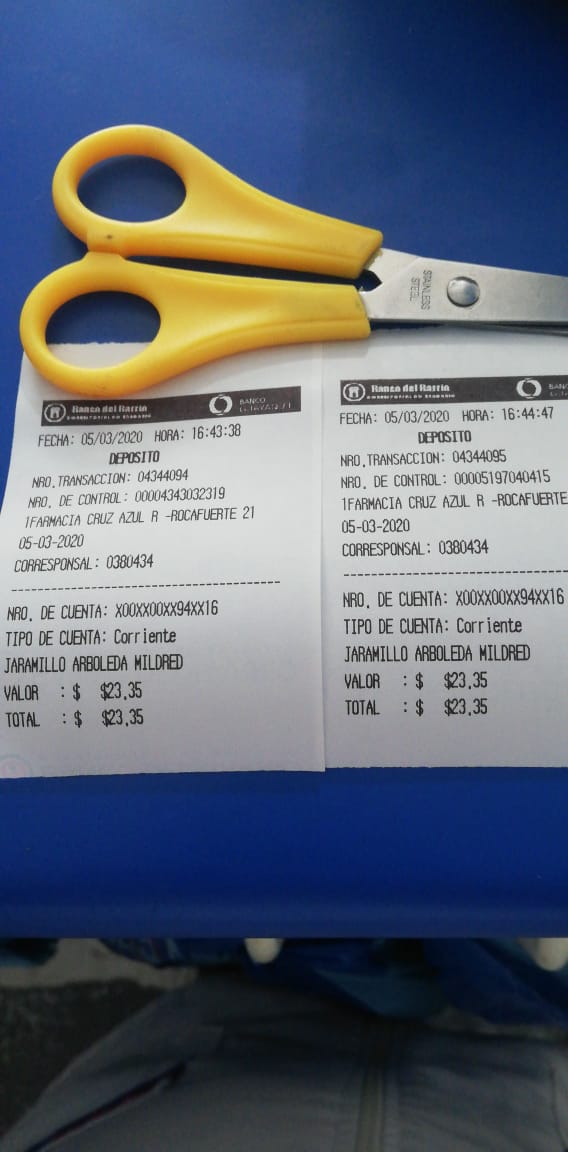 STAINLESS
STEEL
Banco del Barrio
BANCO
FECHA: 05/03/2020 HORA: 16:43:38
DEPOSITO
NRO.TRANSACCION: 04344094
NRO. DE CONTROL: 00004343032319
1FARMACIA CRUZ AZUL R -ROCAFUERTE 21
05-03-2020
CORRESPONSAL: 0380434
NRO. DE CUENTA: X00XX00XX94XX16
TIPO DE CUENTA: Corriente
JARAMILLO ARBOLEDA MILDRED
VALOR : $ $23,35
TOTAL : $ $23,35
Banco del Barrio
FECHA: 05/03/2020 HORA: 16:44:47
DEPOSITO
NRO.TRANSACCION: 04344095
NRO. DE CONTROL: 00005197040415
1FARMACIA CRUZ AZUL R -ROCAFUERTE
05-03-2020
CORRESPONSAL: 0380434
NRO. DE CUENTA: X00XX00XX94XX16
TIPO DE CUENTA: Corriente
JARAMILLO ARBOLEDA MILDRED
VALOR : $ $23,35
TOTAL : $ $23,35